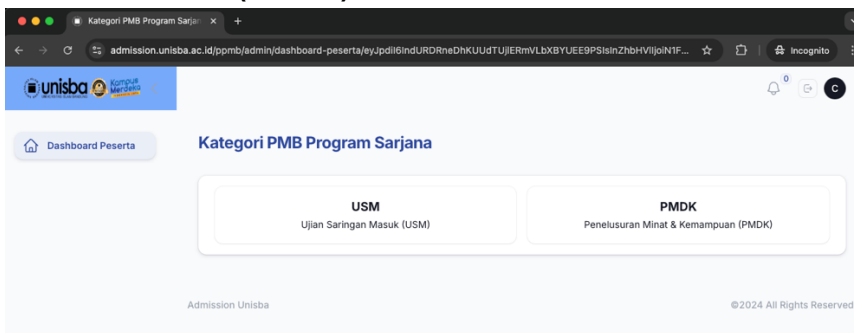 Kategori PMB Program Sarjan
admission.unisba.ac.id/ppmb/admin/dashboard-peserta/eyJpdiI6IndURDRneDhKUUdTUjlERmVLbXBYUEE9PSIsInZhbHVlIjoiN1F...
Incognito
unisba Kampus Merdeka
0
C
Dashboard Peserta
Kategori PMB Program Sarjana
USM
Ujian Saringan Masuk (USM)
PMDK
Penelusuran Minat & Kemampuan (PMDK)
Admission Unisba
©2024 All Rights Reserved